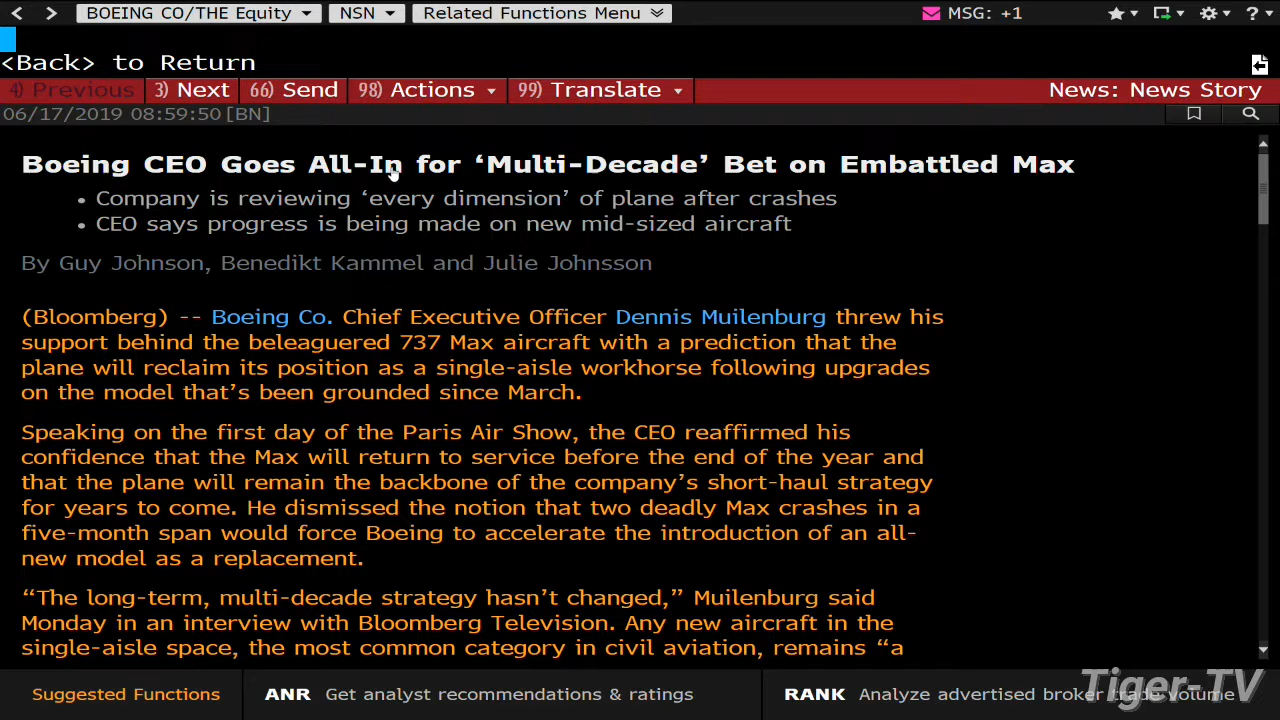 BOEING CO/THE Equity
NSN
Related Functions Menu
MSG: +1
?
<Back> to Return
4) Previous
3) Next
66) Send
98) Actions
99) Translate
News: News Story
06/17/2019 08:59:50 [BN]
Boeing CEO Goes All-In for ‘Multi-Decade’ Bet on Embattled Max
• Company is reviewing ‘every dimension’ of plane after crashes
• CEO says progress is being made on new mid-sized aircraft
By Guy Johnson, Benedikt Kammel and Julie Johnsson
(Bloomberg) -- Boeing Co. Chief Executive Officer Dennis Muilenburg threw his
support behind the beleaguered 737 Max aircraft with a prediction that the
plane will reclaim its position as a single-aisle workhorse following upgrades
on the model that’s been grounded since March.
Speaking on the first day of the Paris Air Show, the CEO reaffirmed his
confidence that the Max will return to service before the end of the year and
that the plane will remain the backbone of the company’s short-haul strategy
for years to come. He dismissed the notion that two deadly Max crashes in a
five-month span would force Boeing to accelerate the introduction of an all-
new model as a replacement.
“The long-term, multi-decade strategy hasn’t changed,” Muilenburg said
Monday in an interview with Bloomberg Television. Any new aircraft in the
single-aisle space, the most common category in civil aviation, remains “a
Suggested Functions
ANR Get analyst recommendations & ratings
RANK Analyze advertised broker trade volume
Tiger-TV